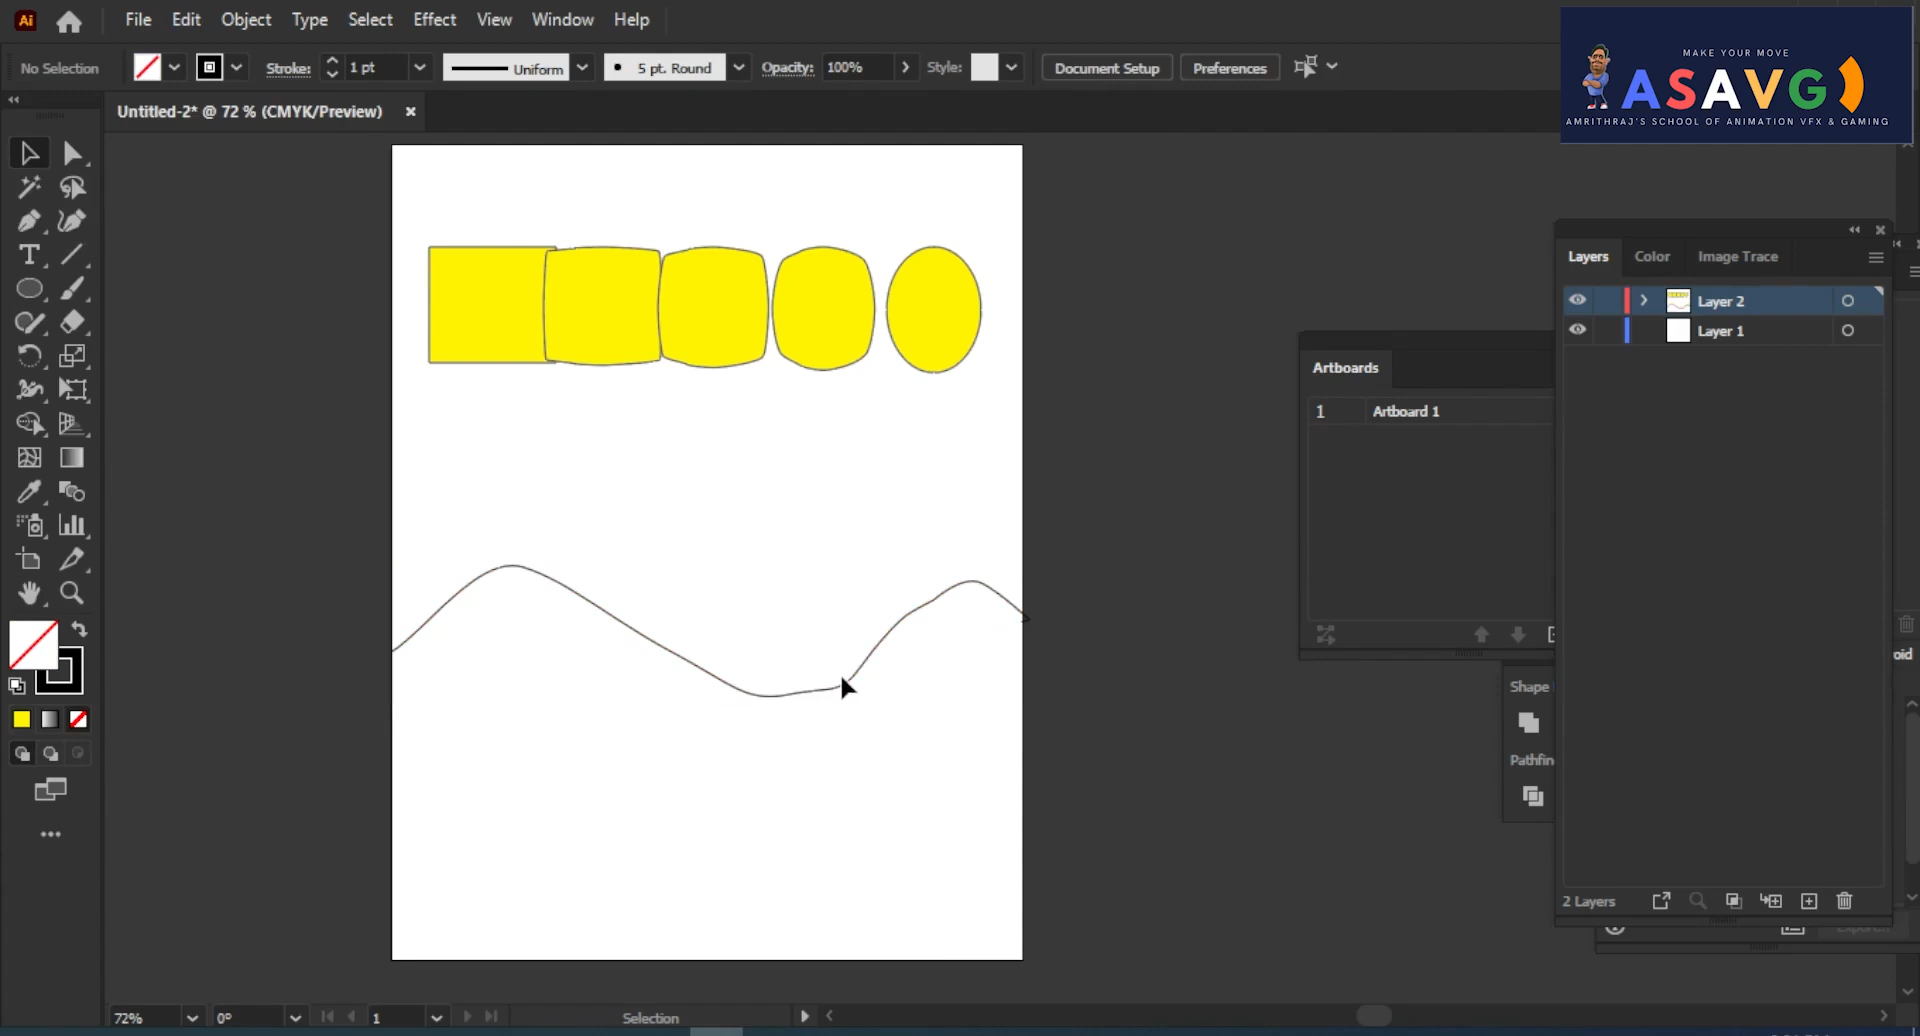 Ai File Edit Object Type Select Effect View Window Help
No Selection Stroke: 1 pt Uniform 5 pt. Round Opacity: 100% Style: Document Setup Preferences
MAKE YOUR MOVE
ASAVG
AMRITHRAJ'S SCHOOL OF ANIMATION VFX & GAMING
Untitled-2* @ 72 % (CMYK/Preview)
Layers Color Image Trace
Layer 2
Layer 1
Artboards
1 Artboard 1
Shape
Pathfin
oid
2 Layers
72% 0° 1 Selection